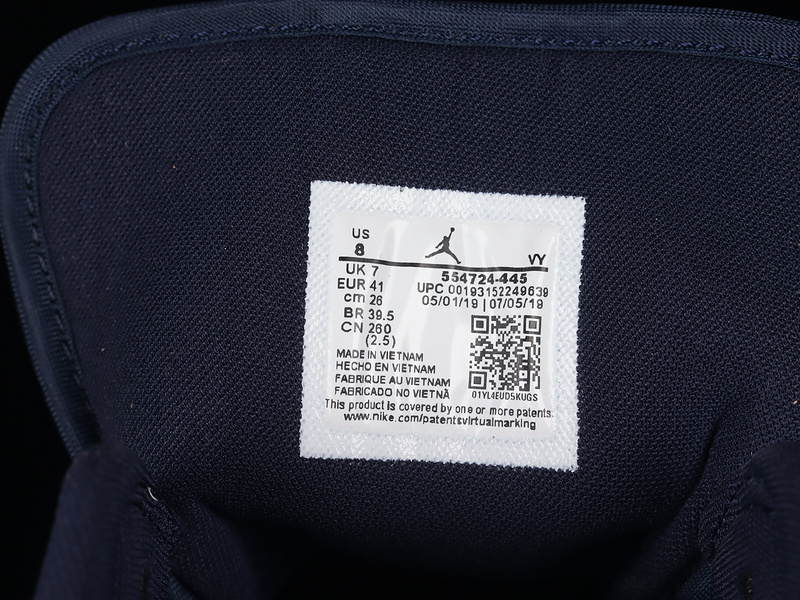 US
8
VY
UK 7
EUR 41
cm 26
BR 39.5
CN 260
(2.5)
554724-445
UPC 00193152249639
05/01/19 | 07/05/19
01YL4EUD5KUGS
MADE IN VIETNAM
HECHO EN VIETNAM
FABRIQUE AU VIETNAM
FABRICADO NO VIETNÃ
This product is covered by one or more patents.
www.nike.com/patentsvirtualmarking